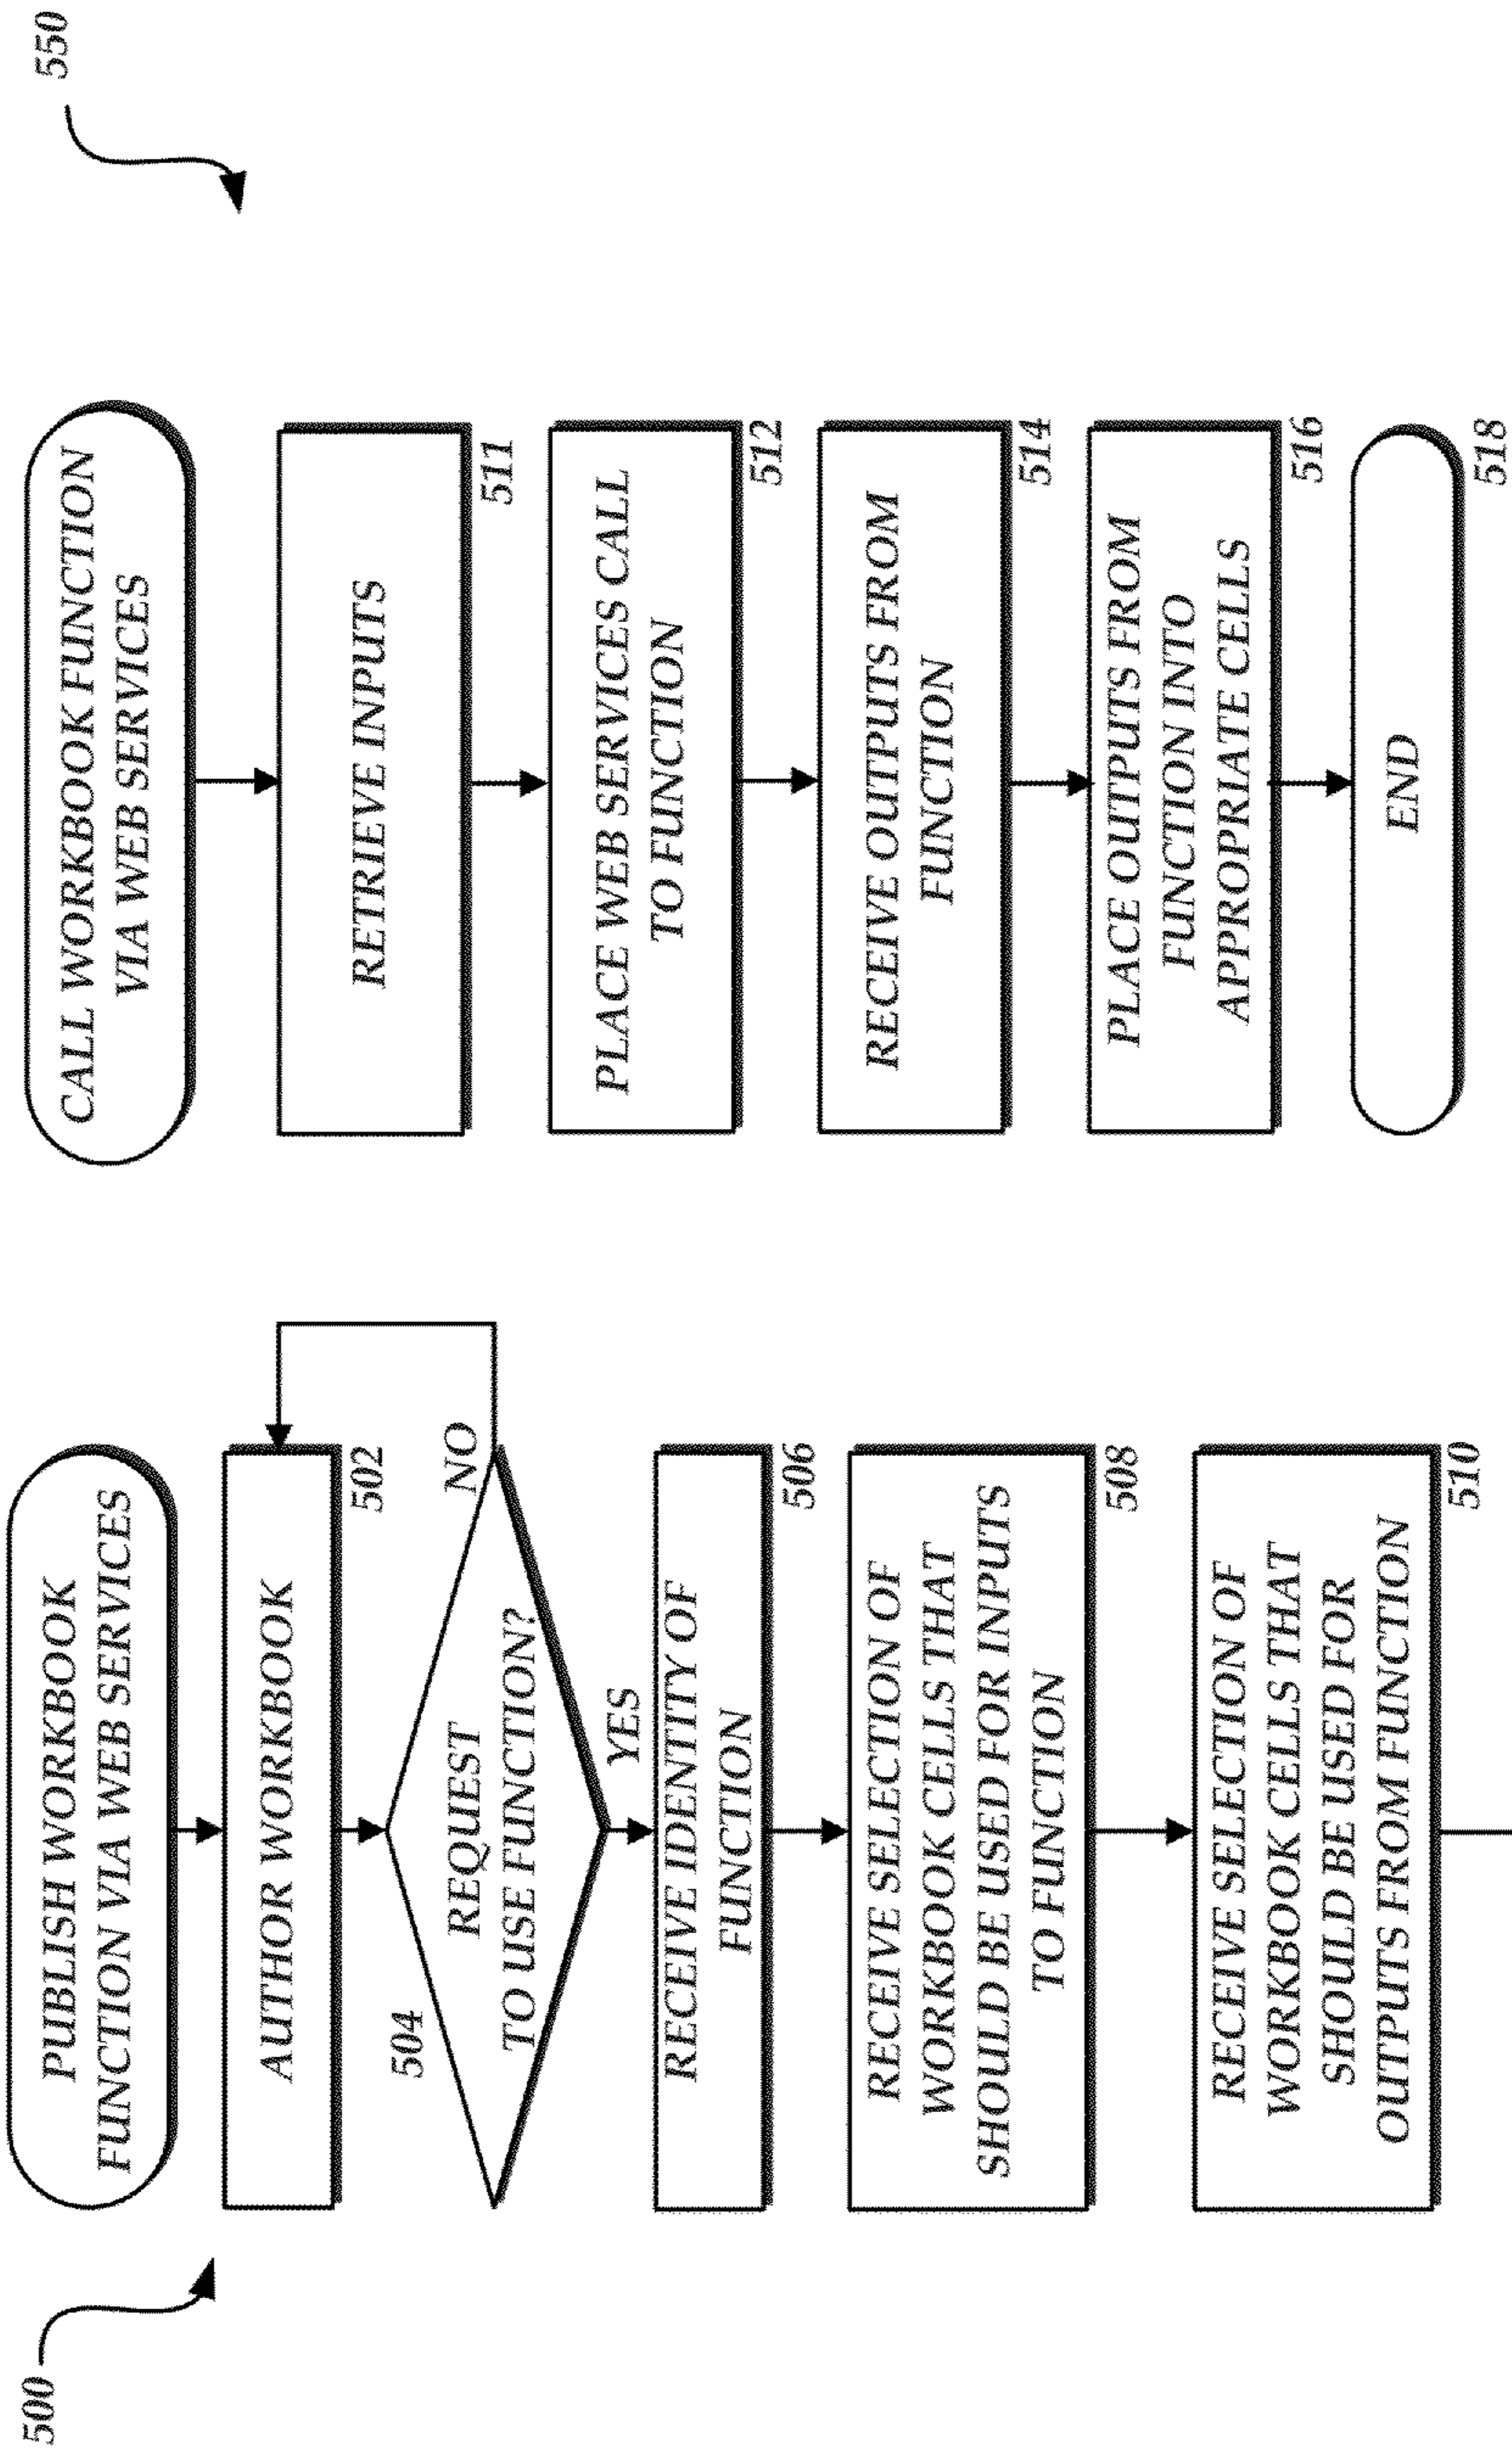 500
PUBLISH WORKBOOK
FUNCTION VIA WEB SERVICES
AUTHOR WORKBOOK
502
504
REQUEST
TO USE FUNCTION?
NO
YES
RECEIVE IDENTITY OF
FUNCTION
506
RECEIVE SELECTION OF
WORKBOOK CELLS THAT
SHOULD BE USED FOR INPUTS
TO FUNCTION
508
RECEIVE SELECTION OF
WORKBOOK CELLS THAT
SHOULD BE USED FOR
OUTPUTS FROM FUNCTION
510
550
CALL WORKBOOK FUNCTION
VIA WEB SERVICES
RETRIEVE INPUTS
511
PLACE WEB SERVICES CALL
TO FUNCTION
512
RECEIVE OUTPUTS FROM
FUNCTION
514
PLACE OUTPUTS FROM
FUNCTION INTO
APPROPRIATE CELLS
516
END
518